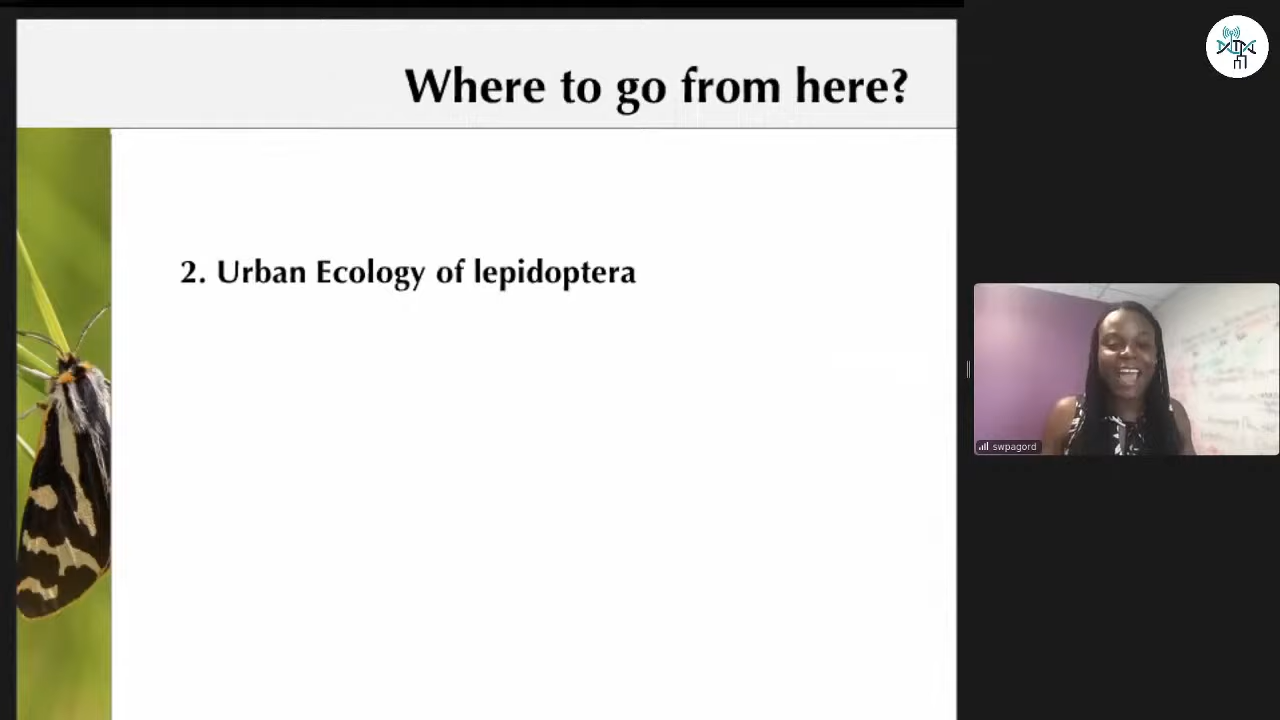 Where to go from here?
2. Urban Ecology of lepidoptera
swpagord